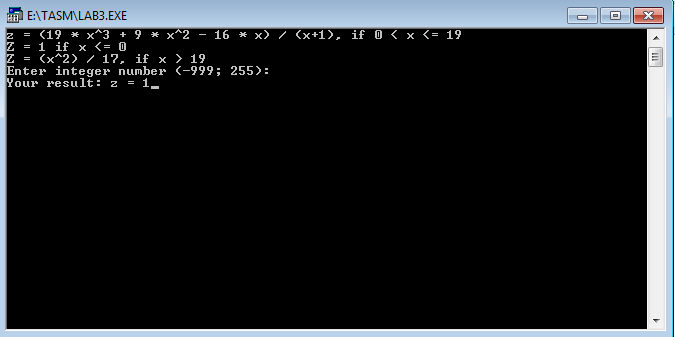 E:\TASM\LAB3.EXE
z = (19 * x^3 + 9 * x^2 - 16 * x) / (x+1), if 0 < x <= 19
Z = 1 if x <= 0
Z = (x^2) / 17, if x > 19
Enter integer number (-999; 255):
Your result: z = 1_